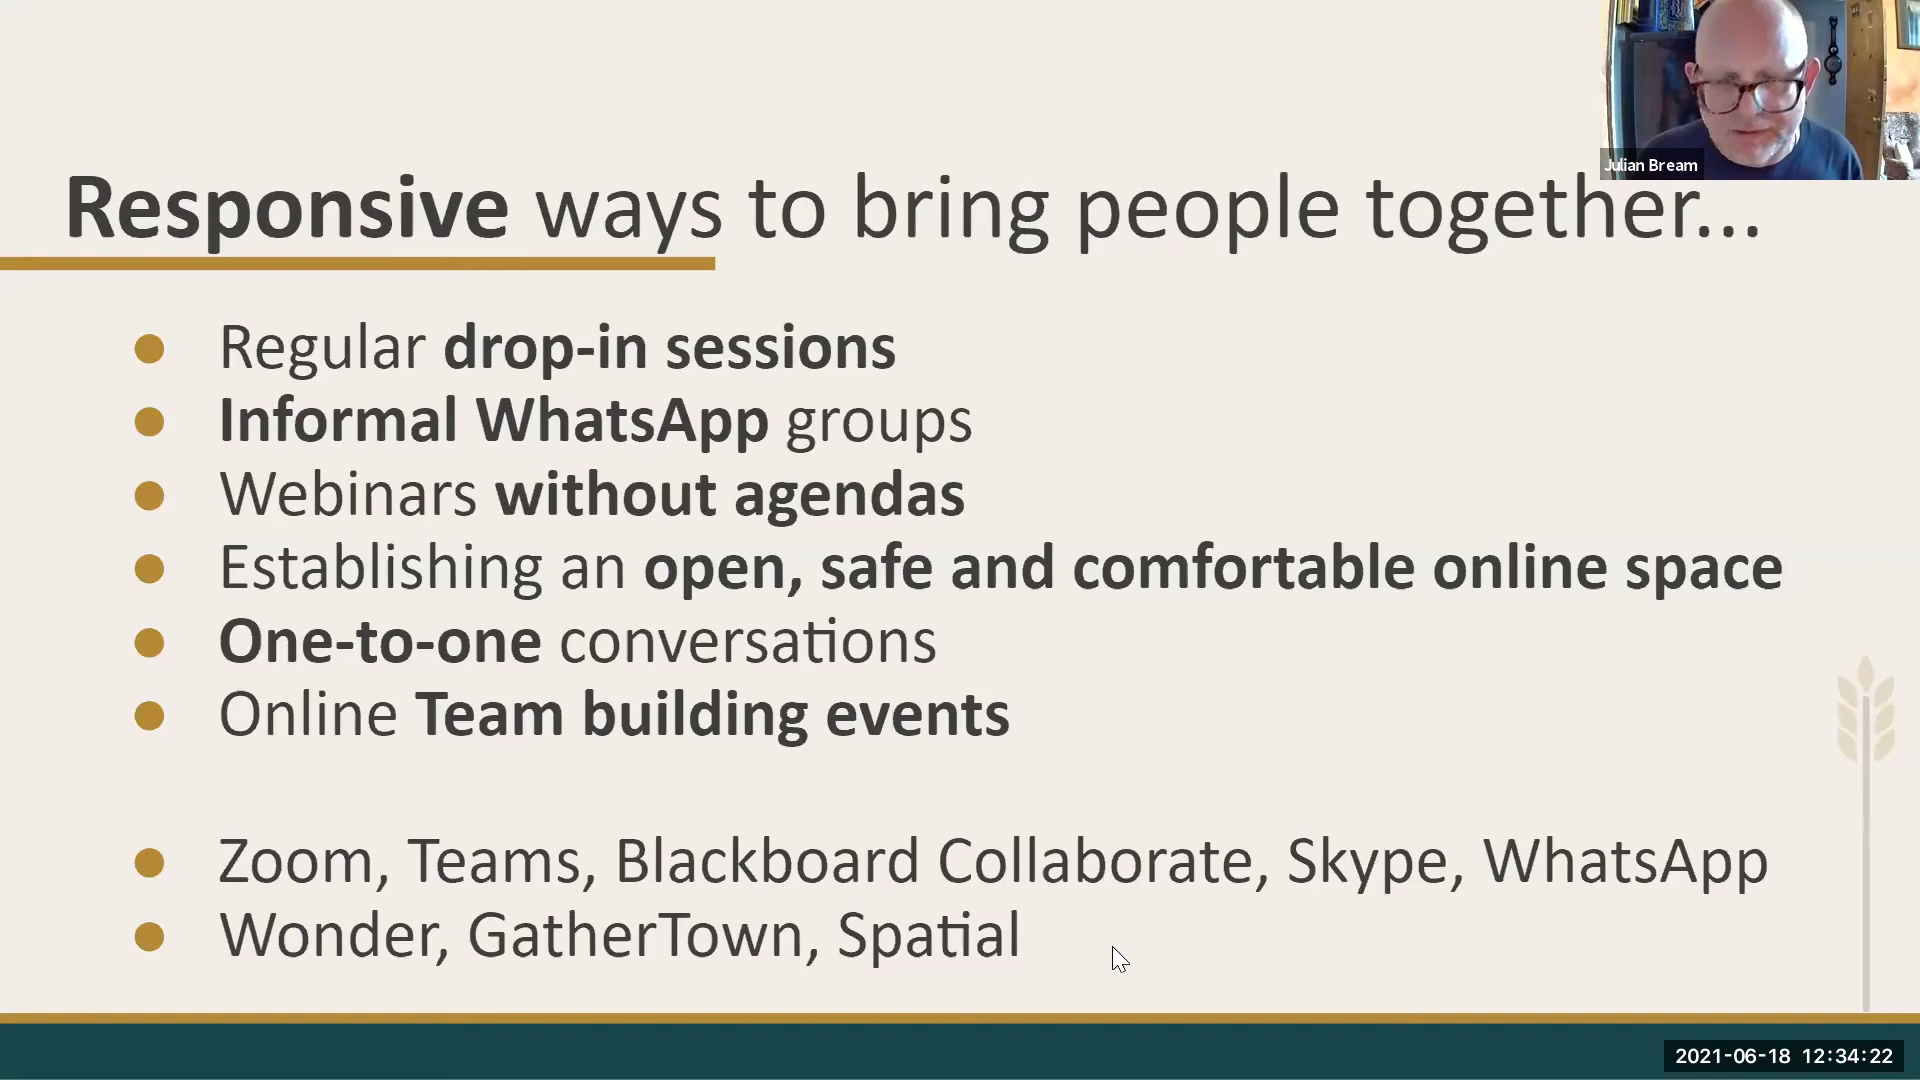 Julian Bream
Responsive ways to bring people together...
Regular drop-in sessions
Informal WhatsApp groups
Webinars without agendas
Establishing an open, safe and comfortable online space
One-to-one conversations
Online Team building events
Zoom, Teams, Blackboard Collaborate, Skype, WhatsApp
Wonder, GatherTown, Spatial
2021-06-18 12:34:22